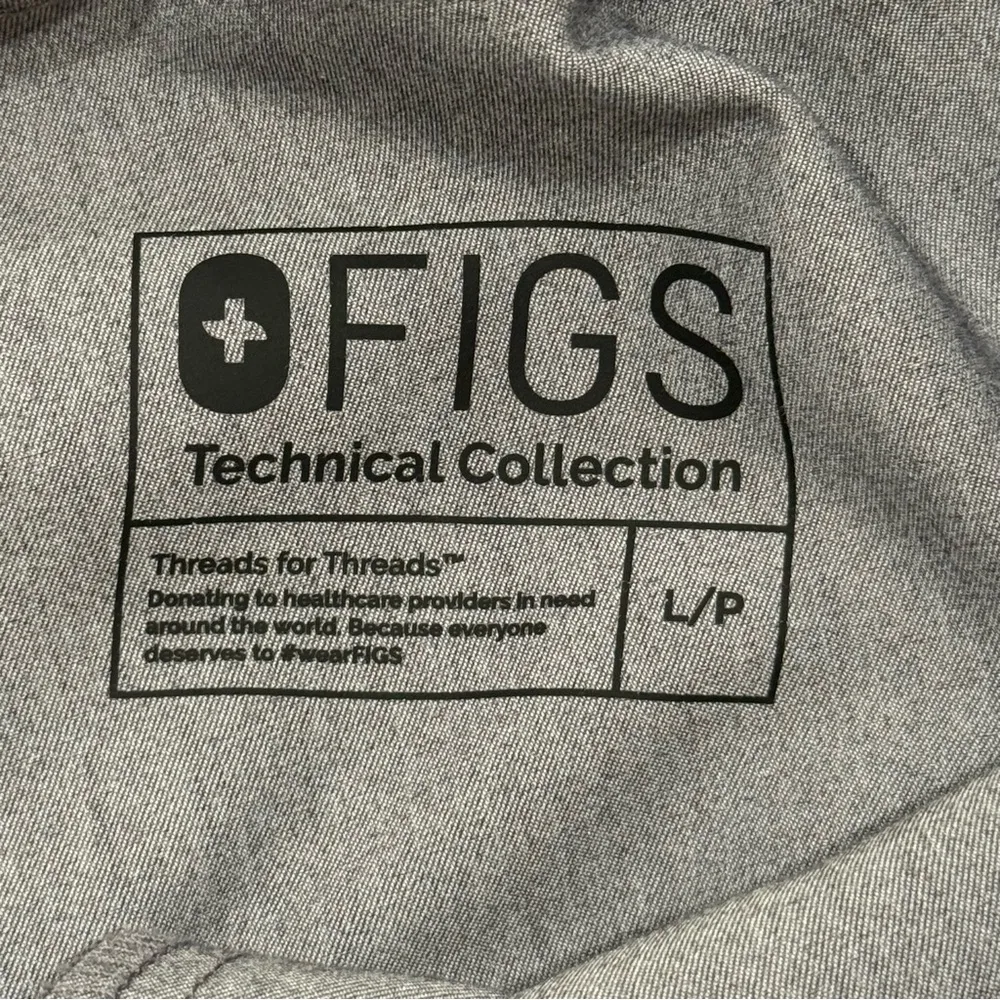 FIGS
Technical Collection
Threads for Threads™
Donating to healthcare providers in need
around the world. Because everyone
deserves to #wearFIGS
L/P